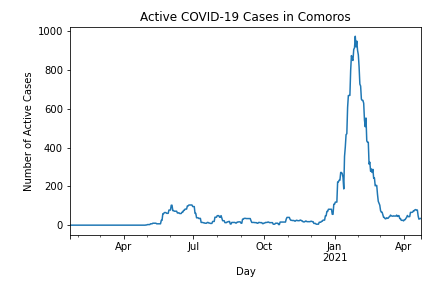 Active COVID-19 Cases in Comoros
1000
800
600
400
200
0
Number of Active Cases
Apr
Jul
Oct
Jan
2021
Apr
Day